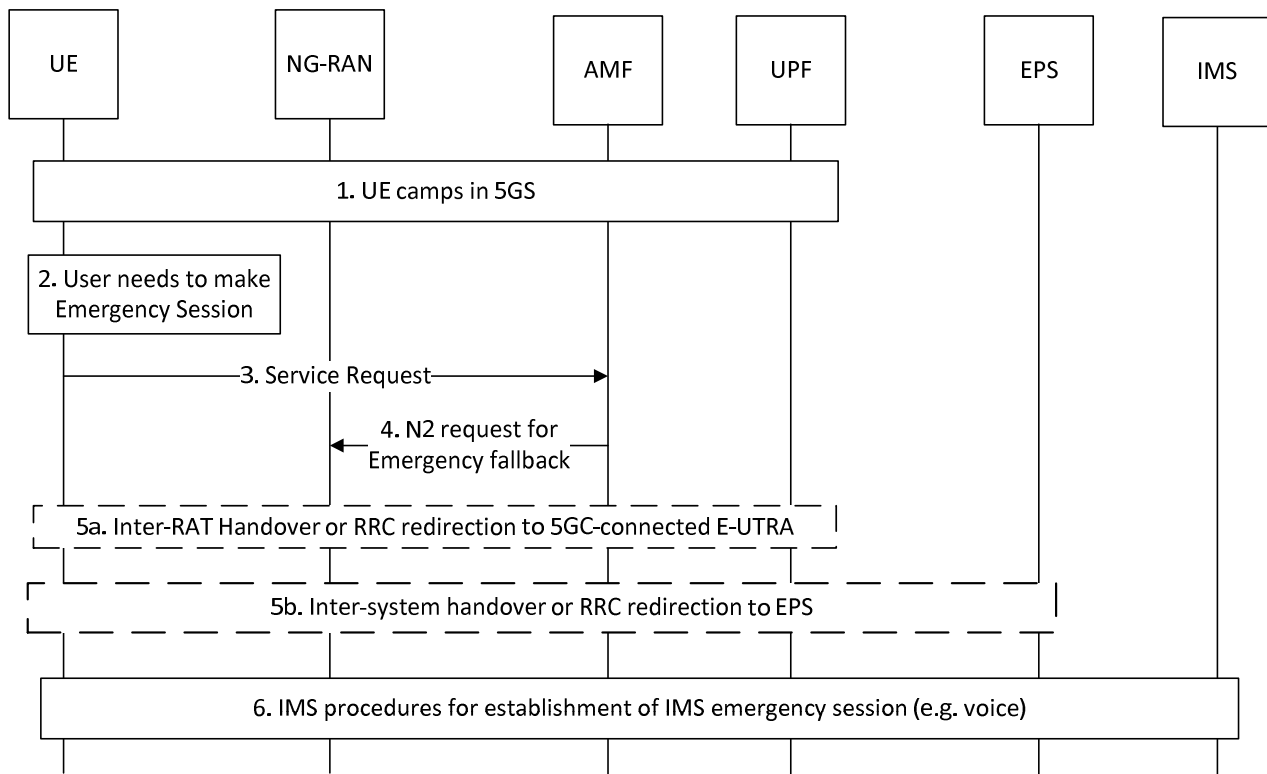 UE
NG-RAN
AMF
UPF
EPS
IMS
1. UE camps in 5GS
2. User needs to make
Emergency Session
3. Service Request
4. N2 request for
Emergency fallback
5a. Inter-RAT Handover or RRC redirection to 5GC-connected E-UTRA
5b. Inter-system handover or RRC redirection to EPS
6. IMS procedures for establishment of IMS emergency session (e.g. voice)